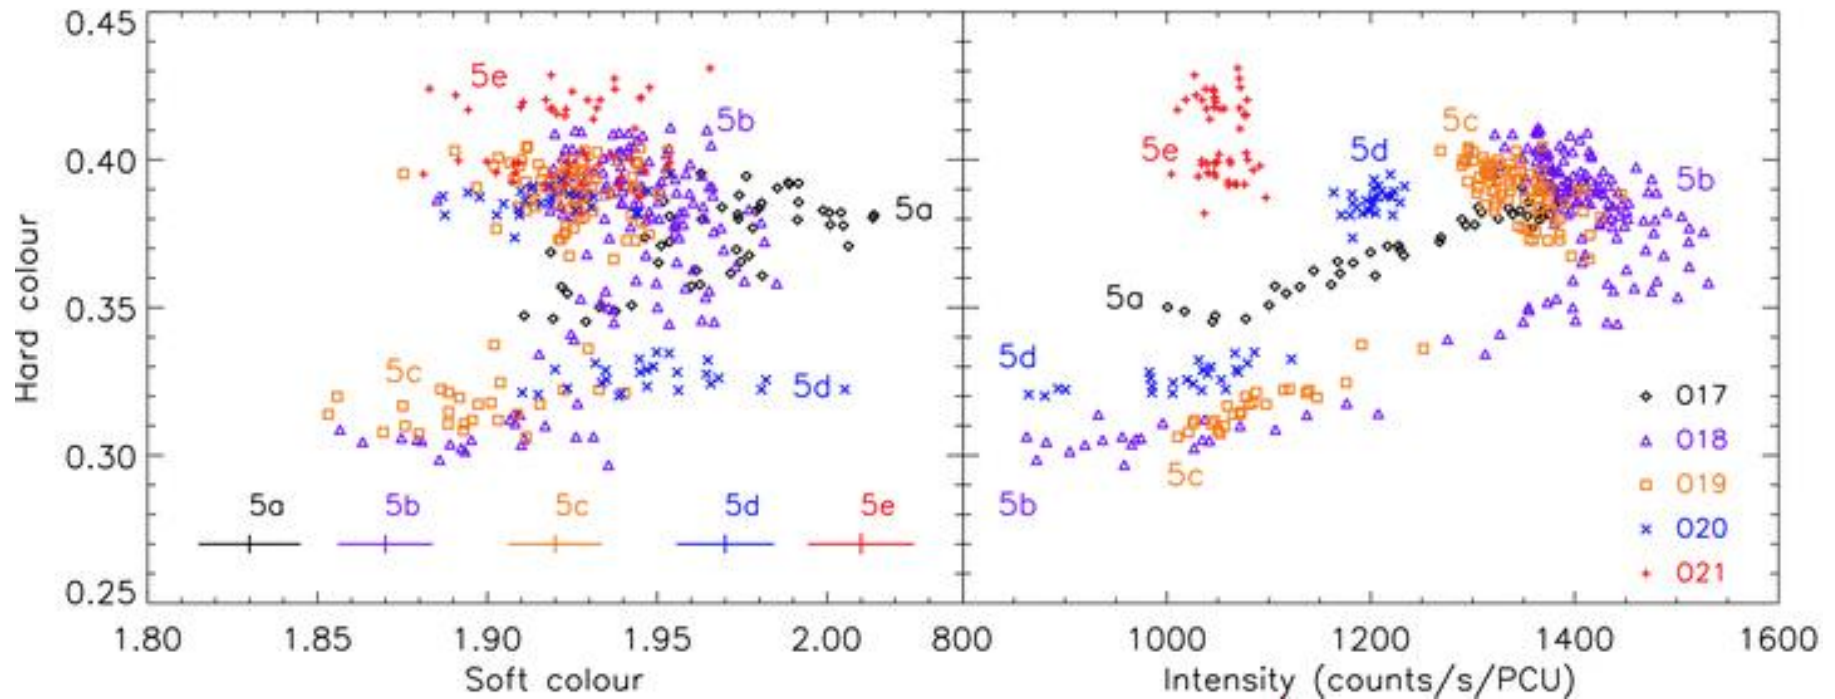 0.45
0.40
0.35
0.30
0.25
Hard colour
5e
5b
5a
5c
5d
5a 5b 5c 5d 5e
1.80 1.85 1.90 1.95 2.00
Soft colour
5c
5e 5d
5b
5a
5d
5c
5b
017
018
019
020
021
800 1000 1200 1400 1600
Intensity (counts/s/PCU)